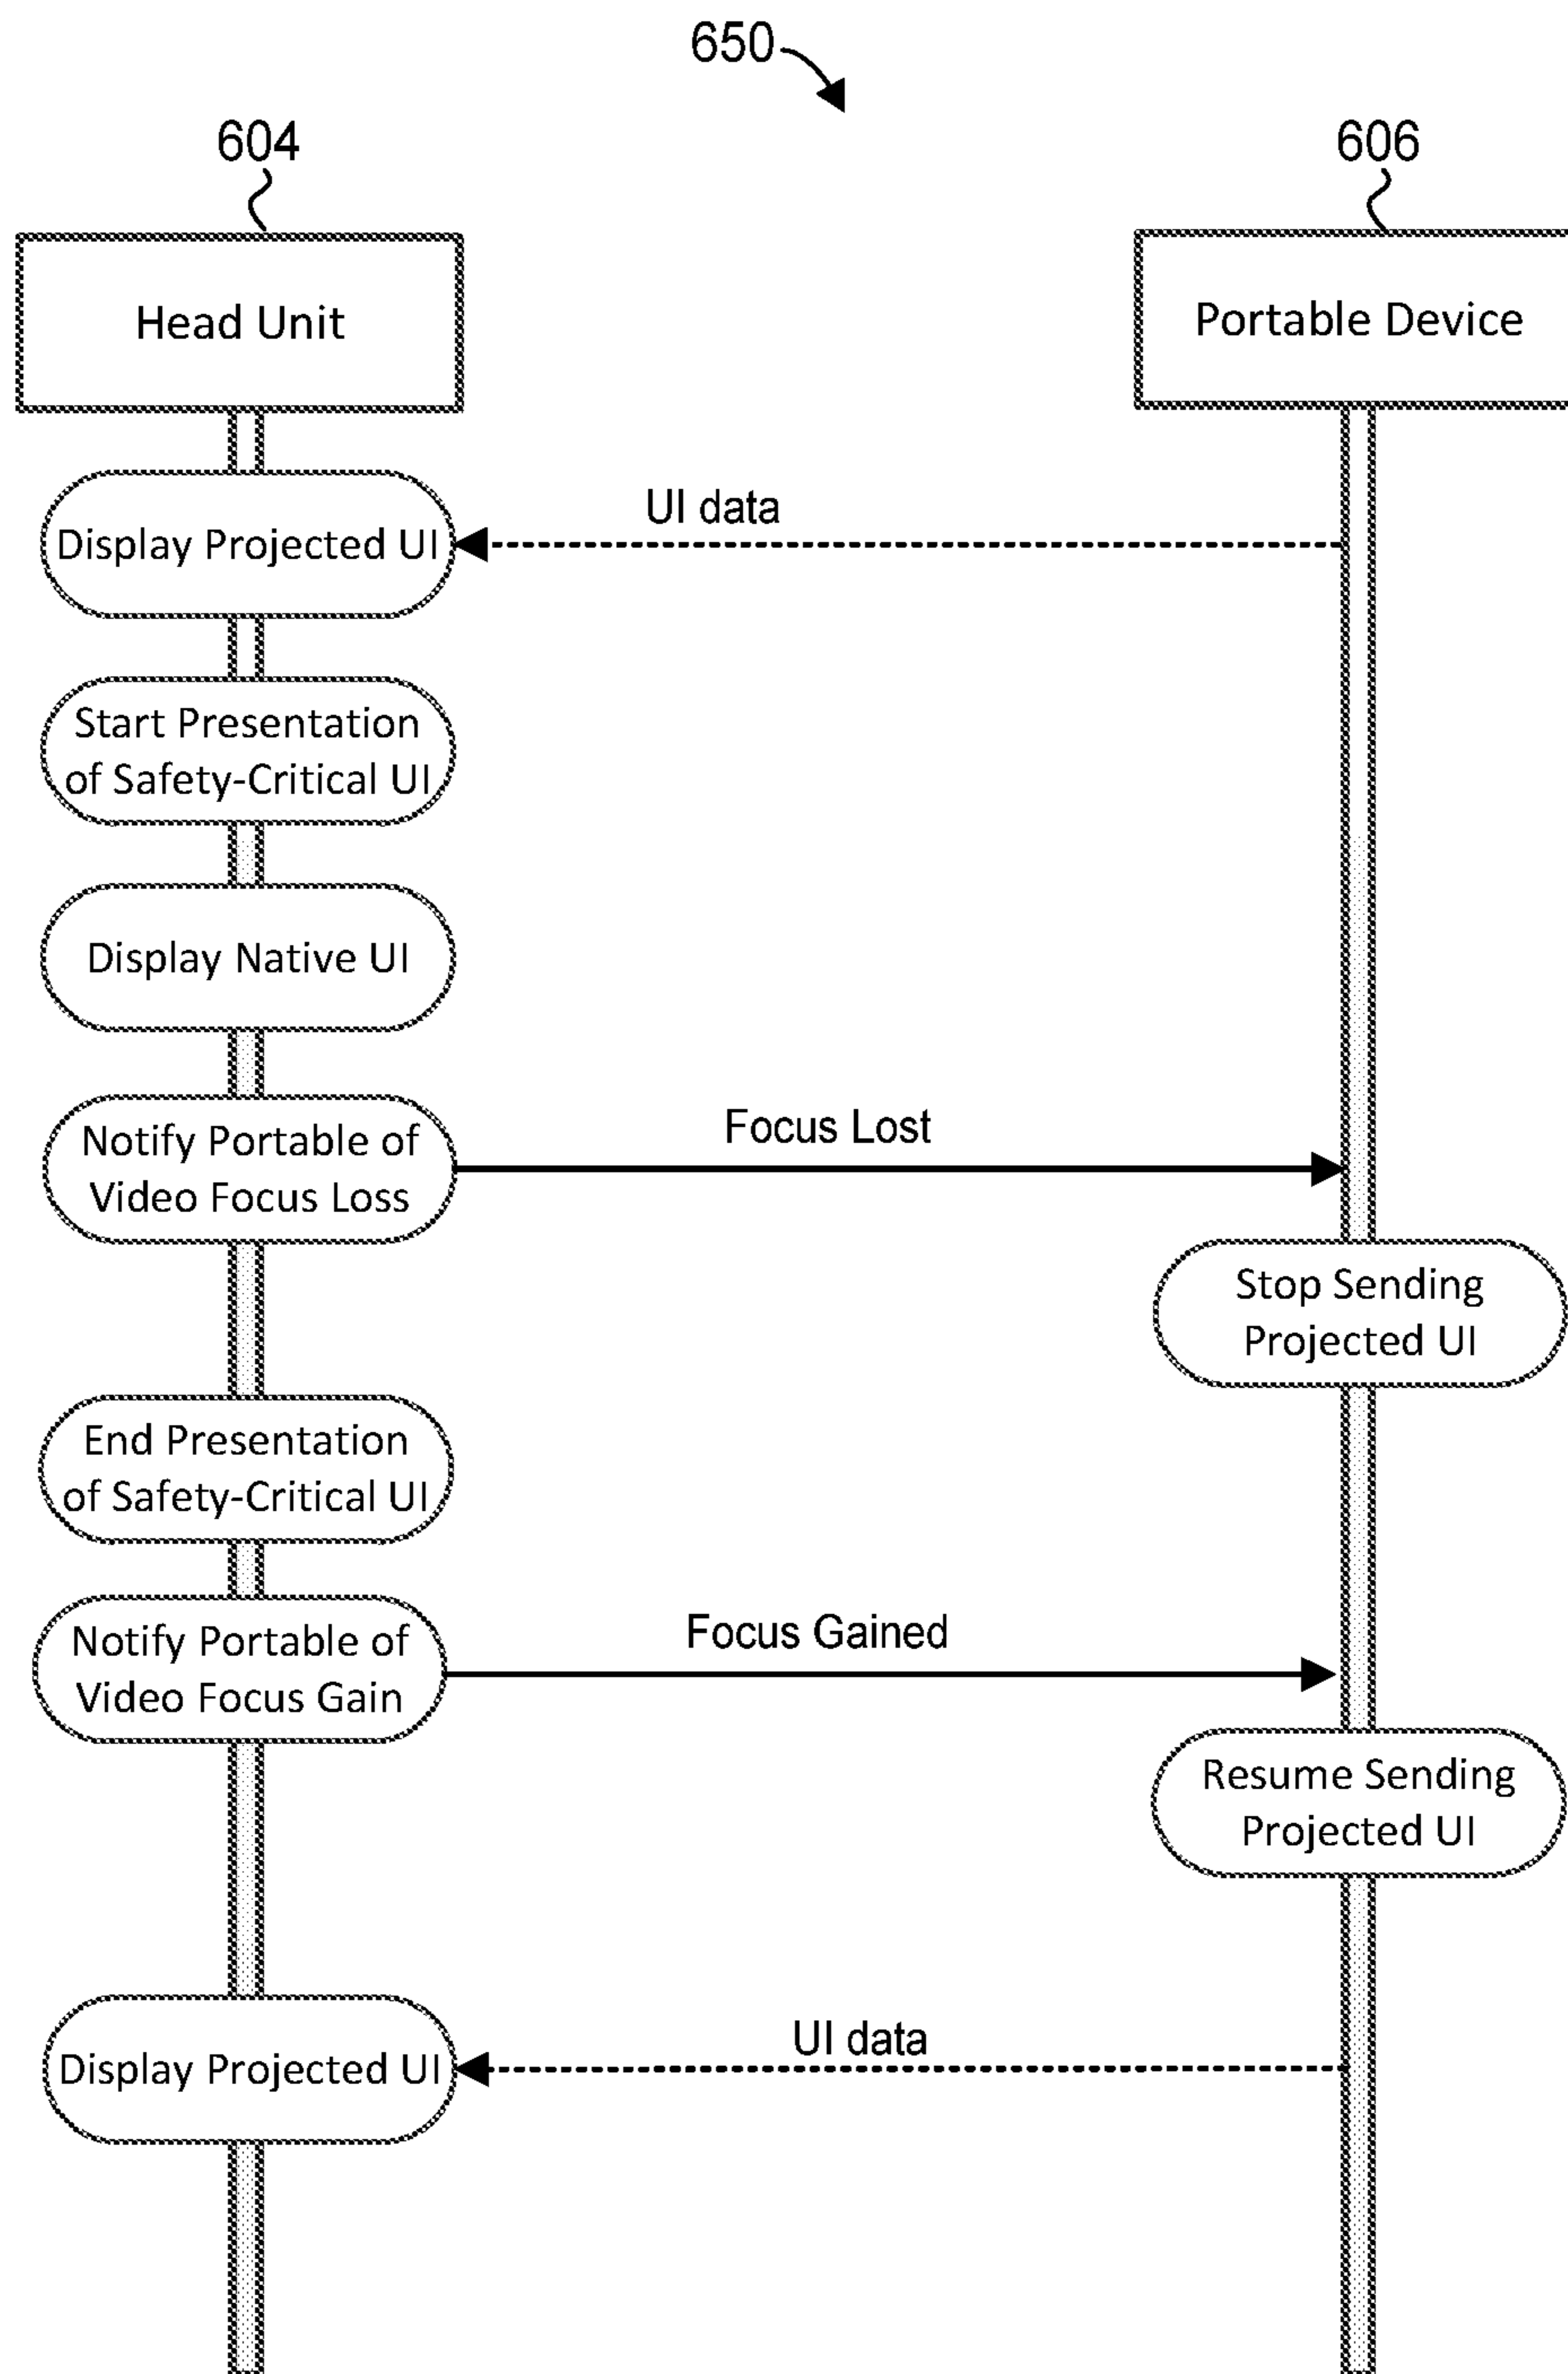 650
604
606
Head Unit
Portable Device
UI data
Display Projected UI
Start Presentation
of Safety-Critical UI
Display Native UI
Notify Portable of
Video Focus Loss
Focus Lost
Stop Sending
Projected UI
End Presentation
of Safety-Critical UI
Notify Portable of
Video Focus Gain
Focus Gained
Resume Sending
Projected UI
UI data
Display Projected UI